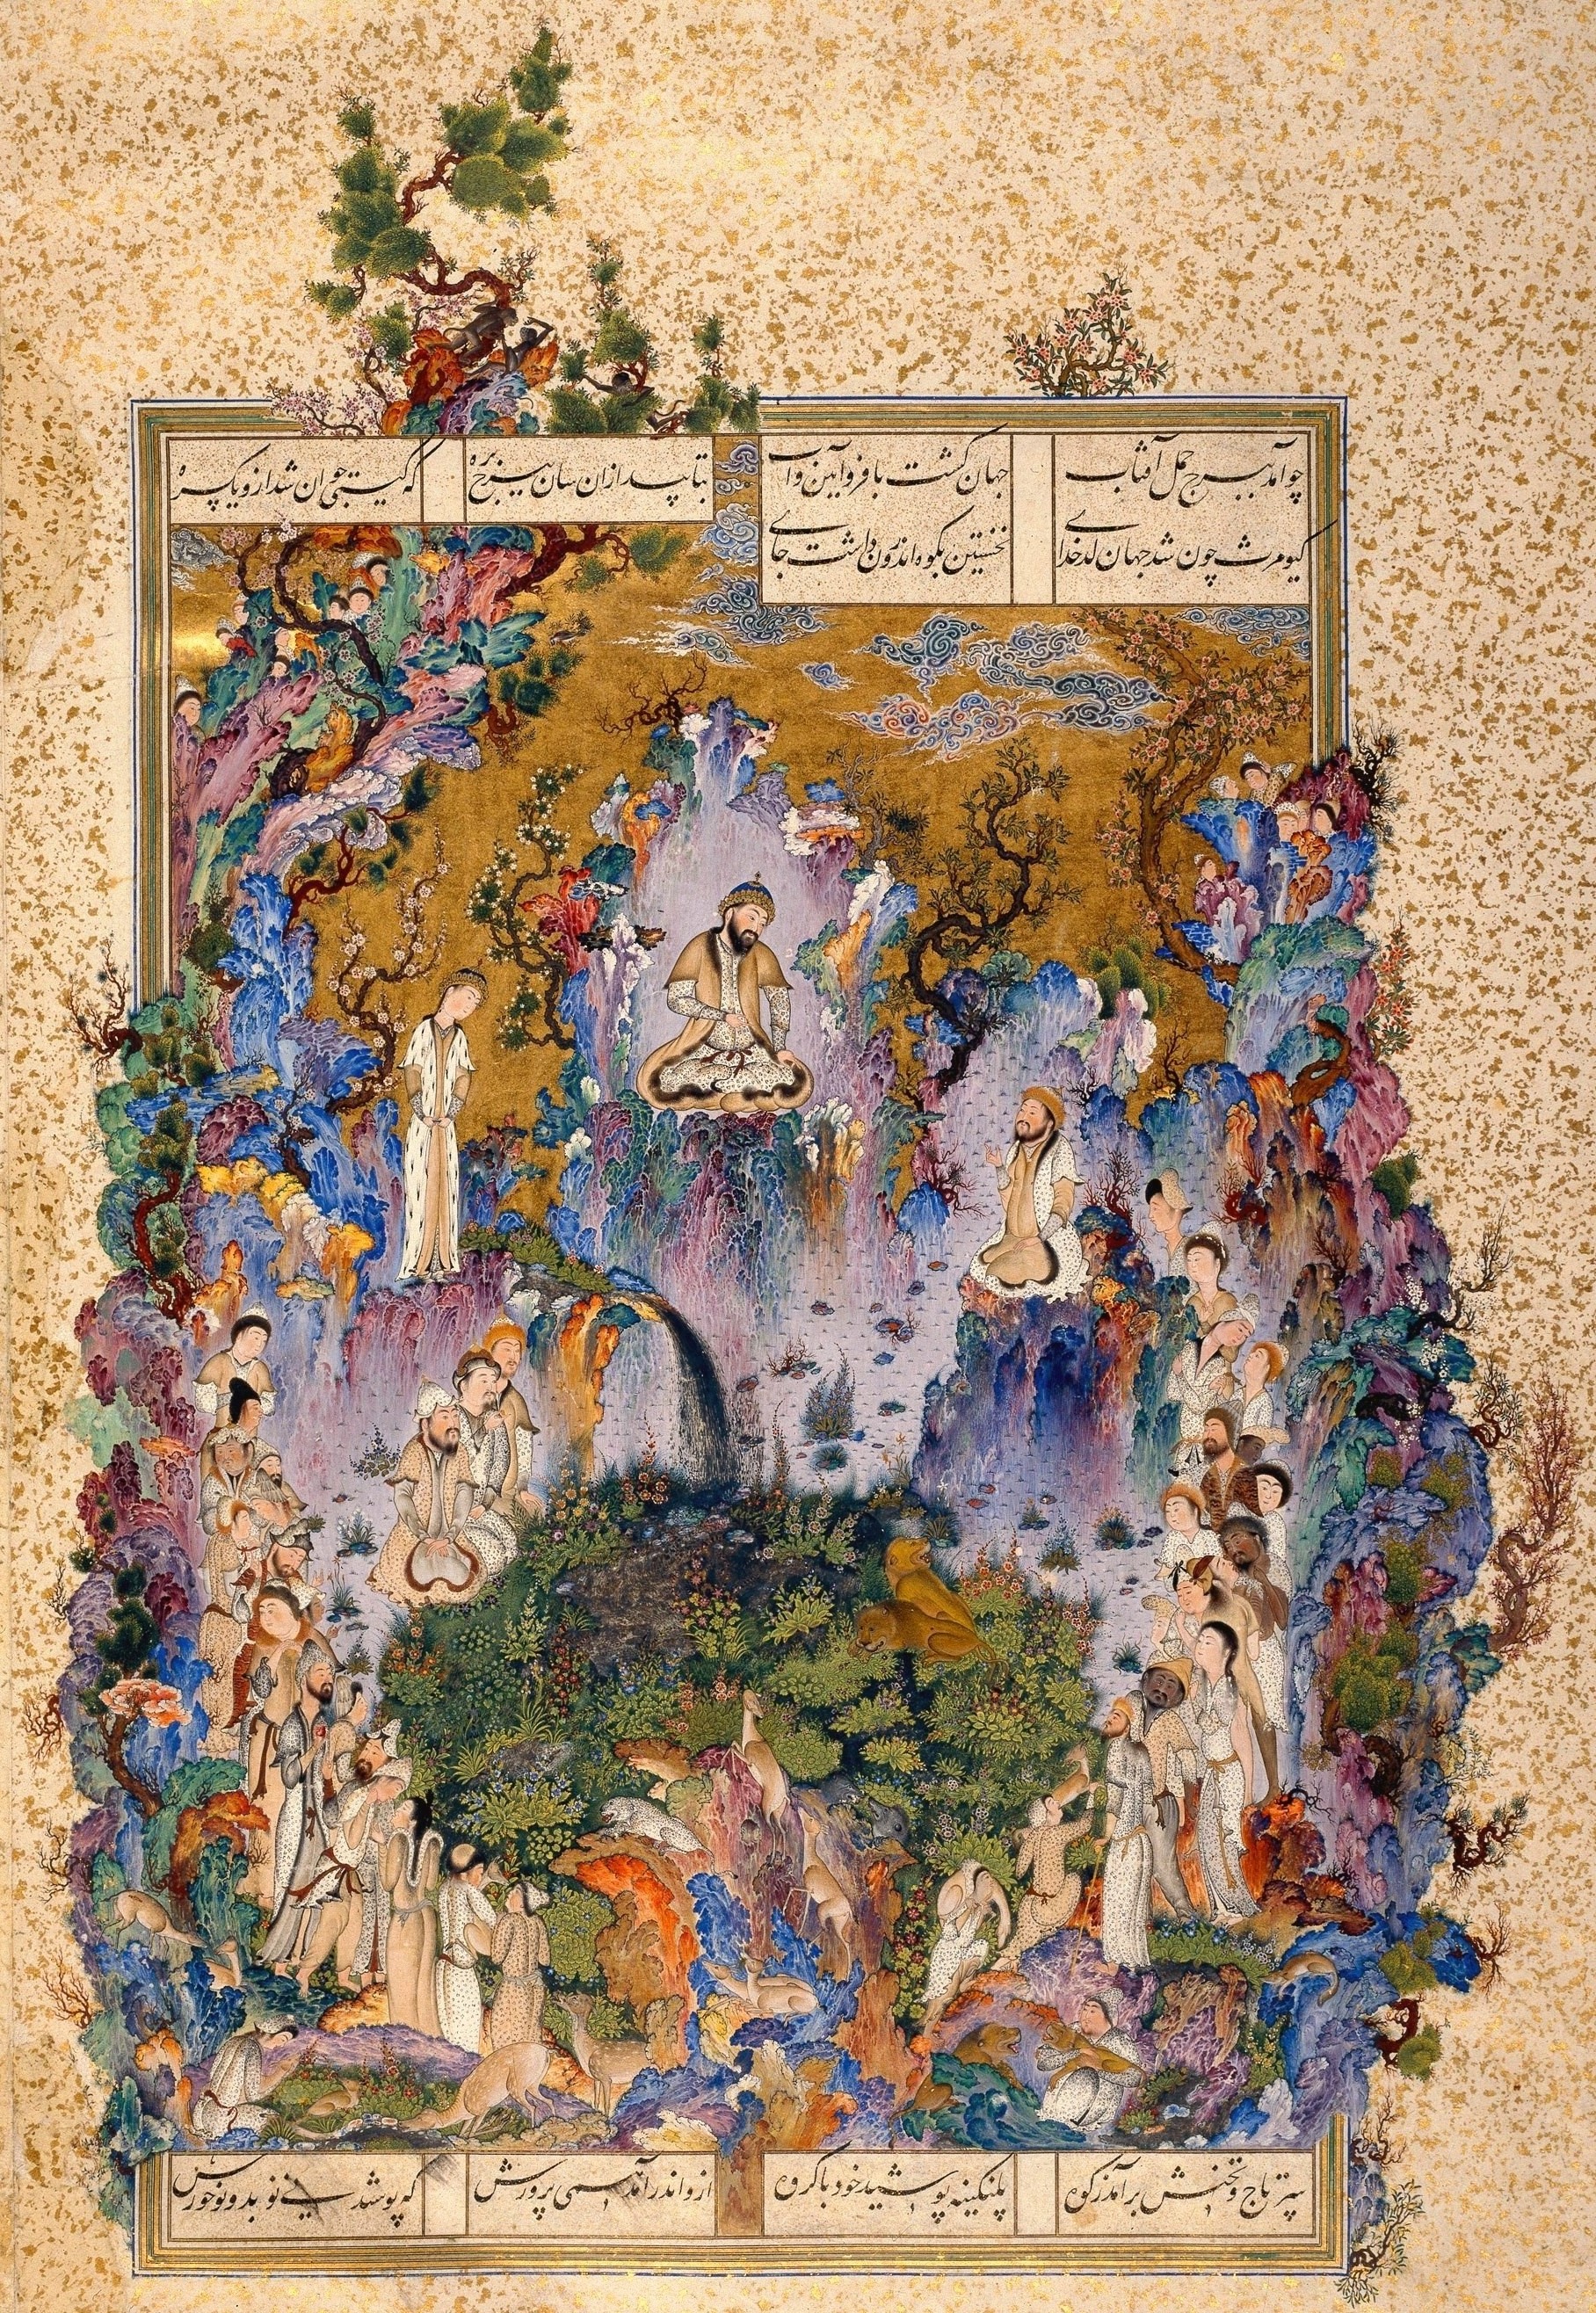 چو آمد ببرج حمل آفتاب جهان گشت با فر و آیین و آب
بتابید ازان سان ز برج بره که گیتی جوان شد ازو یکسره
کیومرث چون شد جهان کدخدای نخستین بکوه اندرون داشت جای
سر تاج و تختش برآمد ز کوه پلنگینه پوشید خود با گروه
ازو اندر آمد همی پرورش که پوشیدنی نو بد و نو خورش